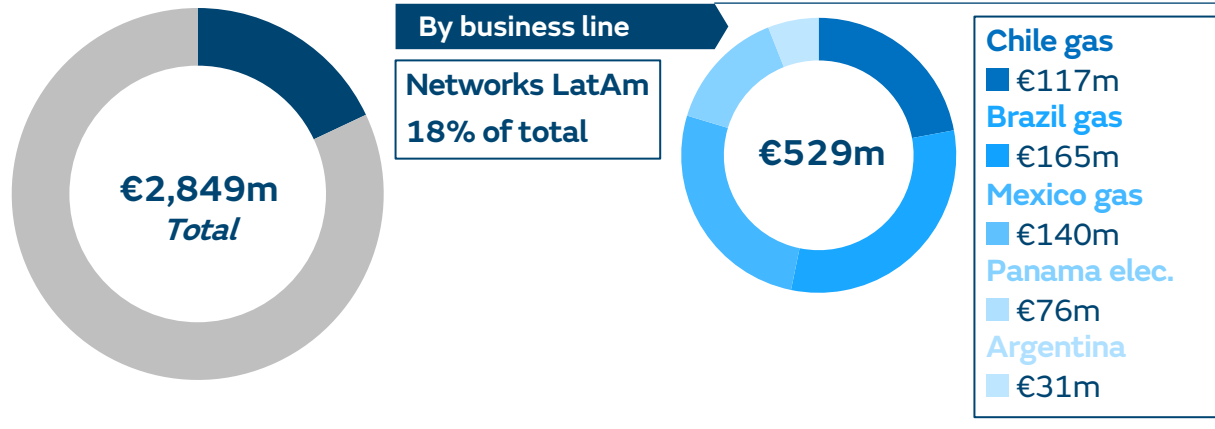 €2,849m
Total
By business line
Networks LatAm
18% of total
€529m
Chile gas
€117m
Brazil gas
€165m
Mexico gas
€140m
Panama elec.
€76m
Argentina
€31m